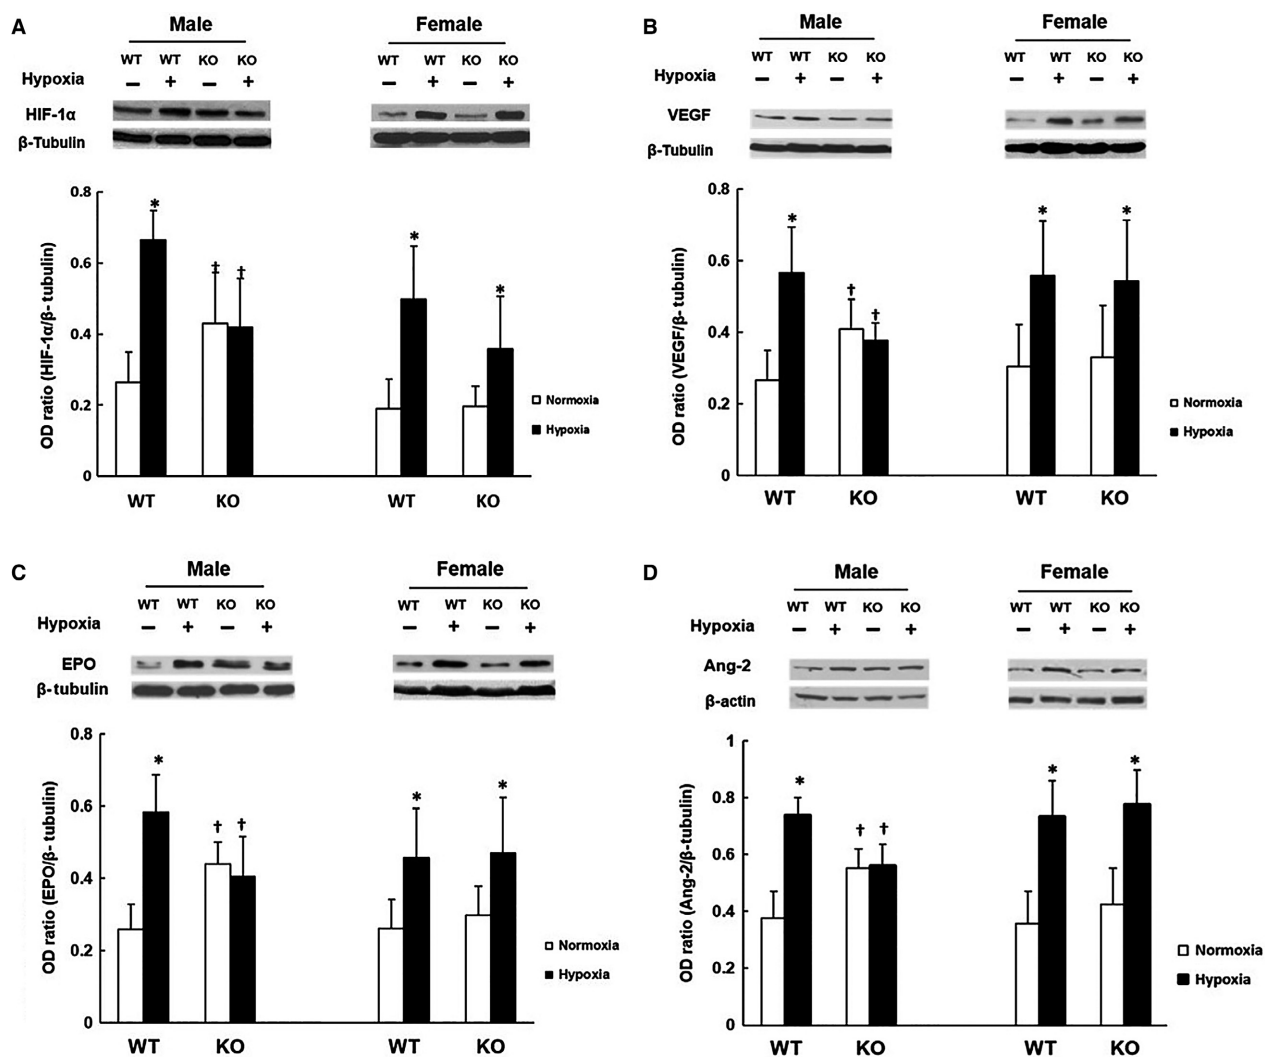 A
Male
Female
WT WT KO KO WT WT KO KO
Hypoxia − + − + − + − +
HIF-1α
β-Tubulin
OD ratio (HIF-1α/β- tubulin)
0.8
0.6
0.4
0.2
0
* ‡ † * *
Normoxia
Hypoxia
WT KO WT KO
B
Male
Female
WT WT KO KO WT WT KO KO
Hypoxia − + − + − + − +
VEGF
β-Tubulin
OD ratio (VEGF/β- tubulin)
0.8
0.6
0.4
0.2
0
* † † * *
Normoxia
Hypoxia
WT KO WT KO
C
Male
Female
WT WT KO KO WT WT KO KO
Hypoxia − + − + − + − +
EPO
β-tubulin
OD ratio (EPO/β- tubulin)
0.8
0.6
0.4
0.2
0
* † † * *
Normoxia
Hypoxia
WT KO WT KO
D
Male
Female
WT WT KO KO WT WT KO KO
Hypoxia − + − + − + − +
Ang-2
β-actin
OD ratio (Ang-2/β-tubulin)
1
0.8
0.6
0.4
0.2
0
* † † * *
Normoxia
Hypoxia
WT KO WT KO